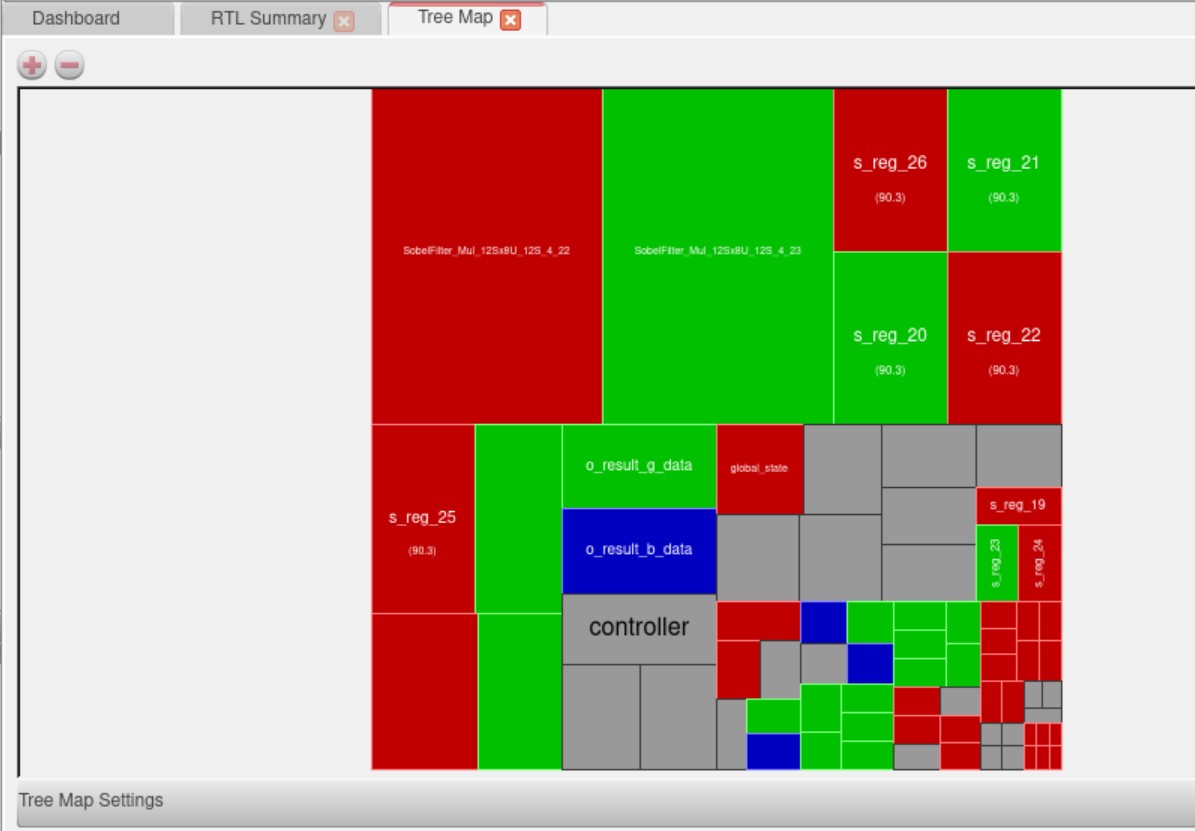 Dashboard
RTL Summary
Tree Map
SobelFilter_Mul_12Sx8U_12S_4_22
SobelFilter_Mul_12Sx8U_12S_4_23
s_reg_26
(90.3)
s_reg_21
(90.3)
s_reg_20
(90.3)
s_reg_22
(90.3)
s_reg_25
(90.3)
o_result_g_data
o_result_b_data
controller
global_state
s_reg_19
s_reg_23
s_reg_24
Tree Map Settings